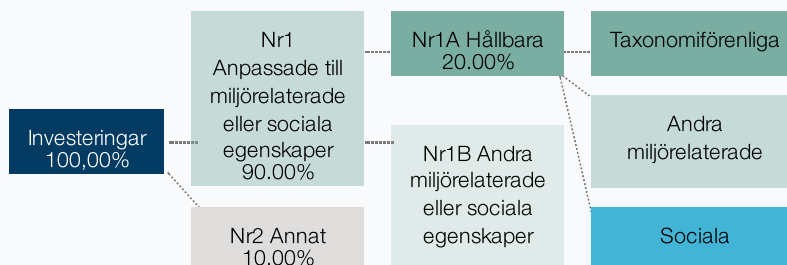 Investeringar
100,00%
Nr1
Anpassade till
miljörelaterade
eller sociala
egenskaper
90.00%
Nr2 Annat
10.00%
Nr1A Hållbara
20.00%
Nr1B Andra
miljörelaterade
eller sociala
egenskaper
Taxonomiförenliga
Andra
miljörelaterade
Sociala